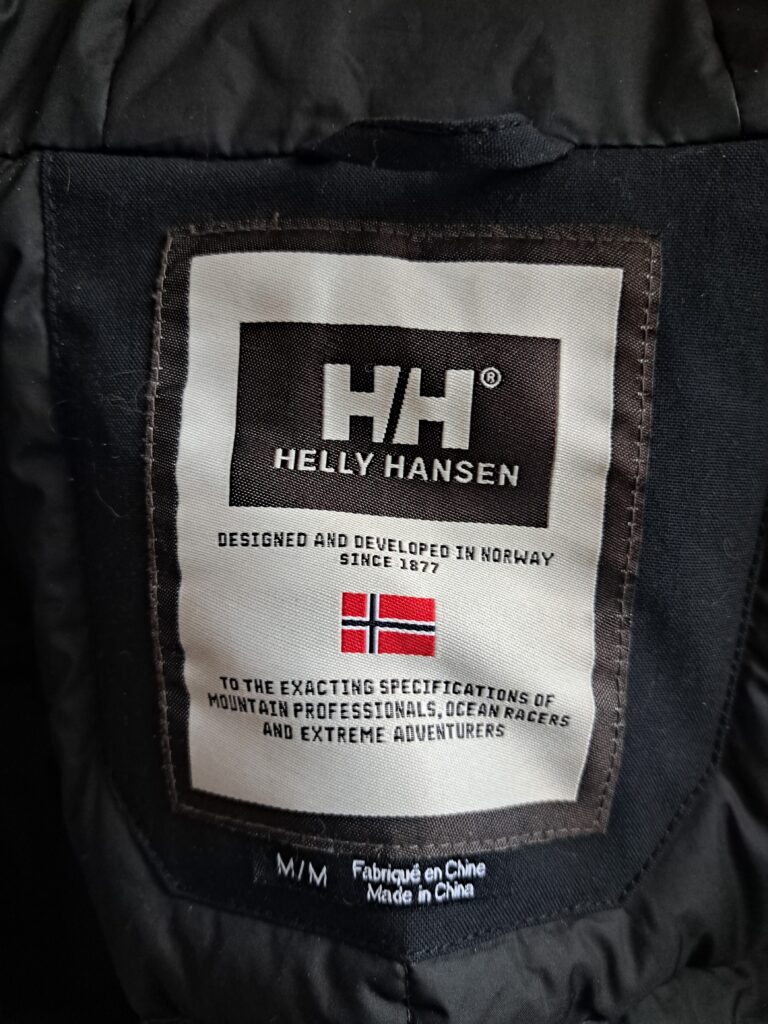 HH®
HELLY HANSEN
DESIGNED AND DEVELOPED IN NORWAY
SINCE 1877
TO THE EXACTING SPECIFICATIONS OF
MOUNTAIN PROFESSIONALS, OCEAN RACERS
AND EXTREME ADVENTURERS
M/M
Fabriqué en Chine
Made in China